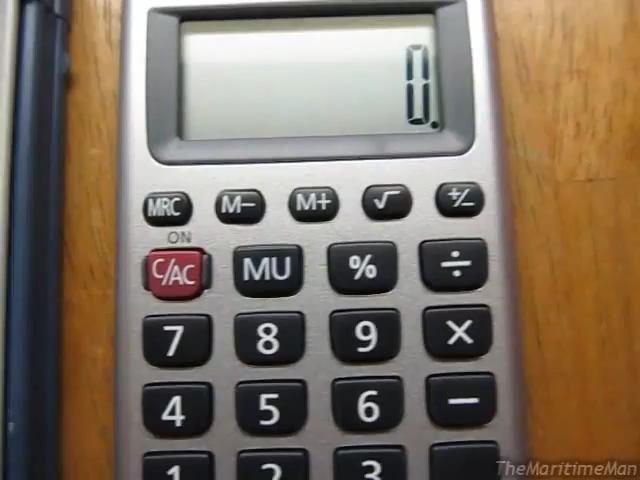 0.
MRC M− M+ √ +/−
ON
C/AC MU % ÷
7 8 9 ×
4 5 6 −
1 2 3
TheMaritimeMan